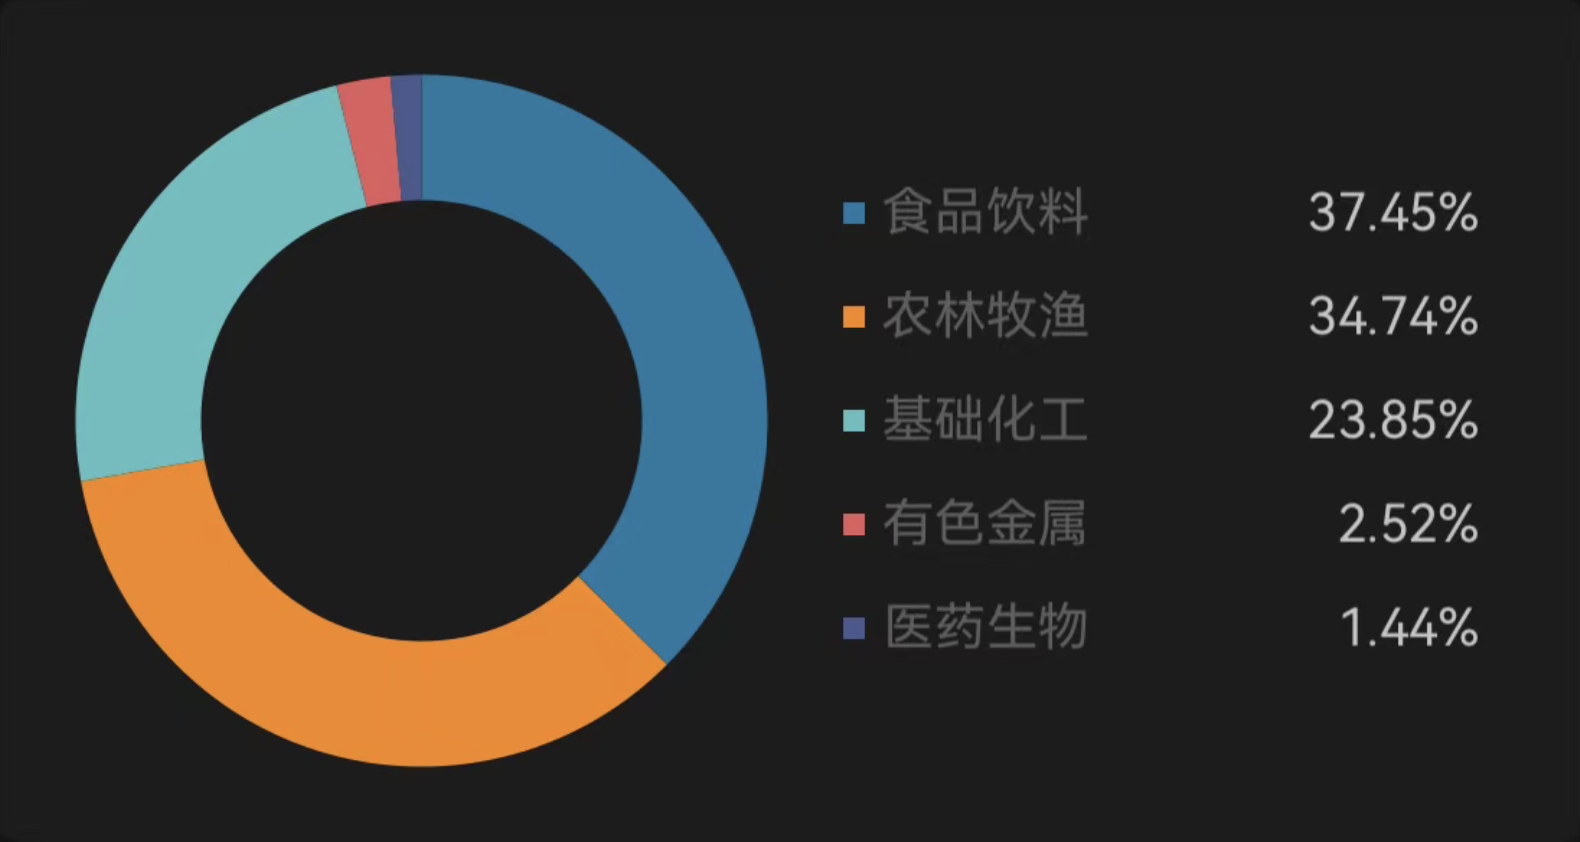 食品饮料 37.45%
农林牧渔 34.74%
基础化工 23.85%
有色金属 2.52%
医药生物 1.44%